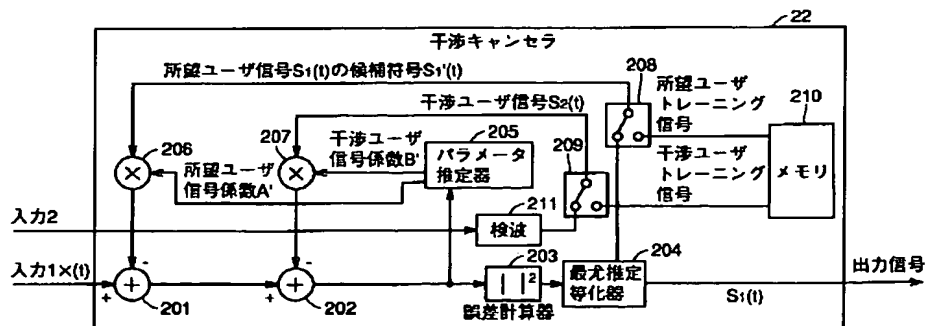 22
干渉キャンセラ
所望ユーザ信号S1(t)の候補符号S1'(t)
208
所望ユーザ
トレーニング
信号
210
メモリ
干渉ユーザ信号S2(t)
干渉ユーザ
トレーニング
信号
209
206
207
干渉ユーザ
信号係数B'
205
パラメータ
推定器
所望ユーザ
信号係数A'
入力2
211
検波
入力1×(t)
+
-
201
+
-
202
203
| |²
誤差計算器
204
最尤推定
等化器
S1(t)
出力信号